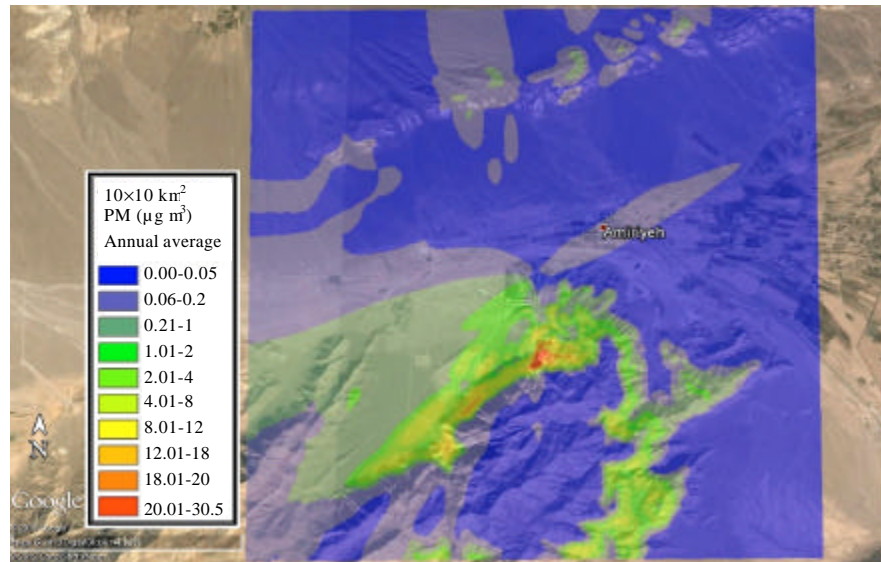 10×10 km²
PM (µg m³)
Annual average
0.00-0.05
0.06-0.2
0.21-1
1.01-2
2.01-4
4.01-8
8.01-12
12.01-18
18.01-20
20.01-30.5
Aminyeh
N
Google